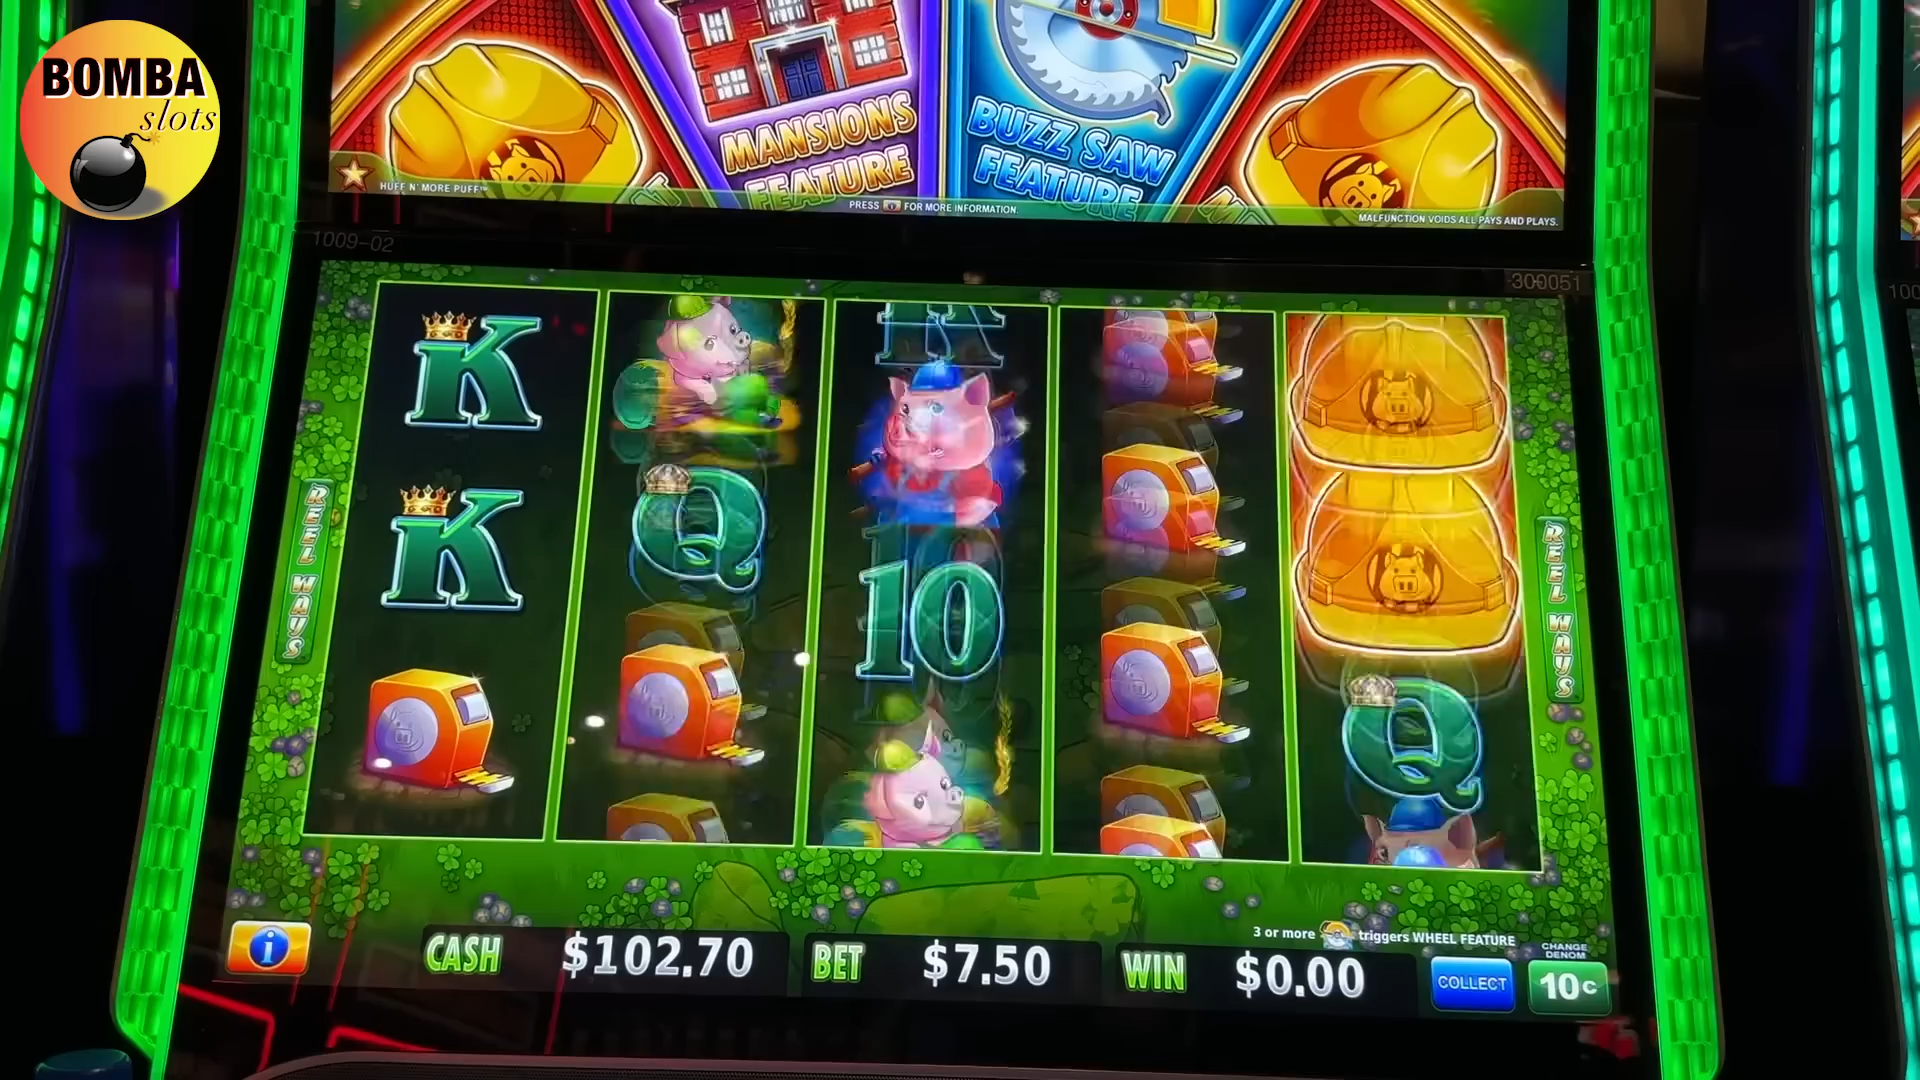 BOMBA
slots
MANSIONS
FEATURE
BUZZ SAW
FEATURE
HUFF N' MORE PUFF™
PRESS i FOR MORE INFORMATION.
MALFUNCTION VOIDS ALL PAYS AND PLAYS.
1009-02
300051
K
K
K
Q
10
Q
REEL WAYS
REEL WAYS
3 or more triggers WHEEL FEATURE
i
CASH $102.70
BET $7.50
WIN $0.00
COLLECT
CHANGE
DENOM
10¢